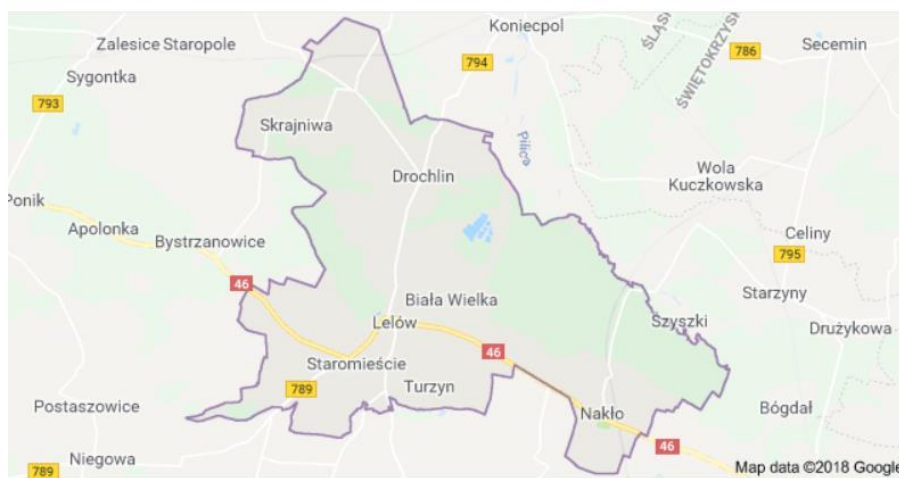 Koniecpol
Zalesice Staropole
ŚLĄ
786
Secemin
794
Sygontka
ŚWIĘTOKRZYSK
793
Skrajniwa
Pilica
Drochlin
Wola
Kuczkowska
Ponik
Apolonka
Bystrzanowice
Celiny
795
46
Starzyny
Biała Wielka
Szyszki
Lelów
Drużykowa
46
Staromieście
789
Turzyn
Postaszowice
Nakło
Bógdał
46
Niegowa
789
Map data ©2018 Google